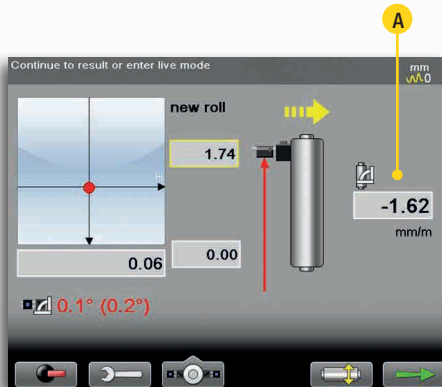 A
Continue to result or enter live mode
mm
0
new roll
1.74
H
-1.62
mm/m
0.06
0.00
0.1° (0.2°)